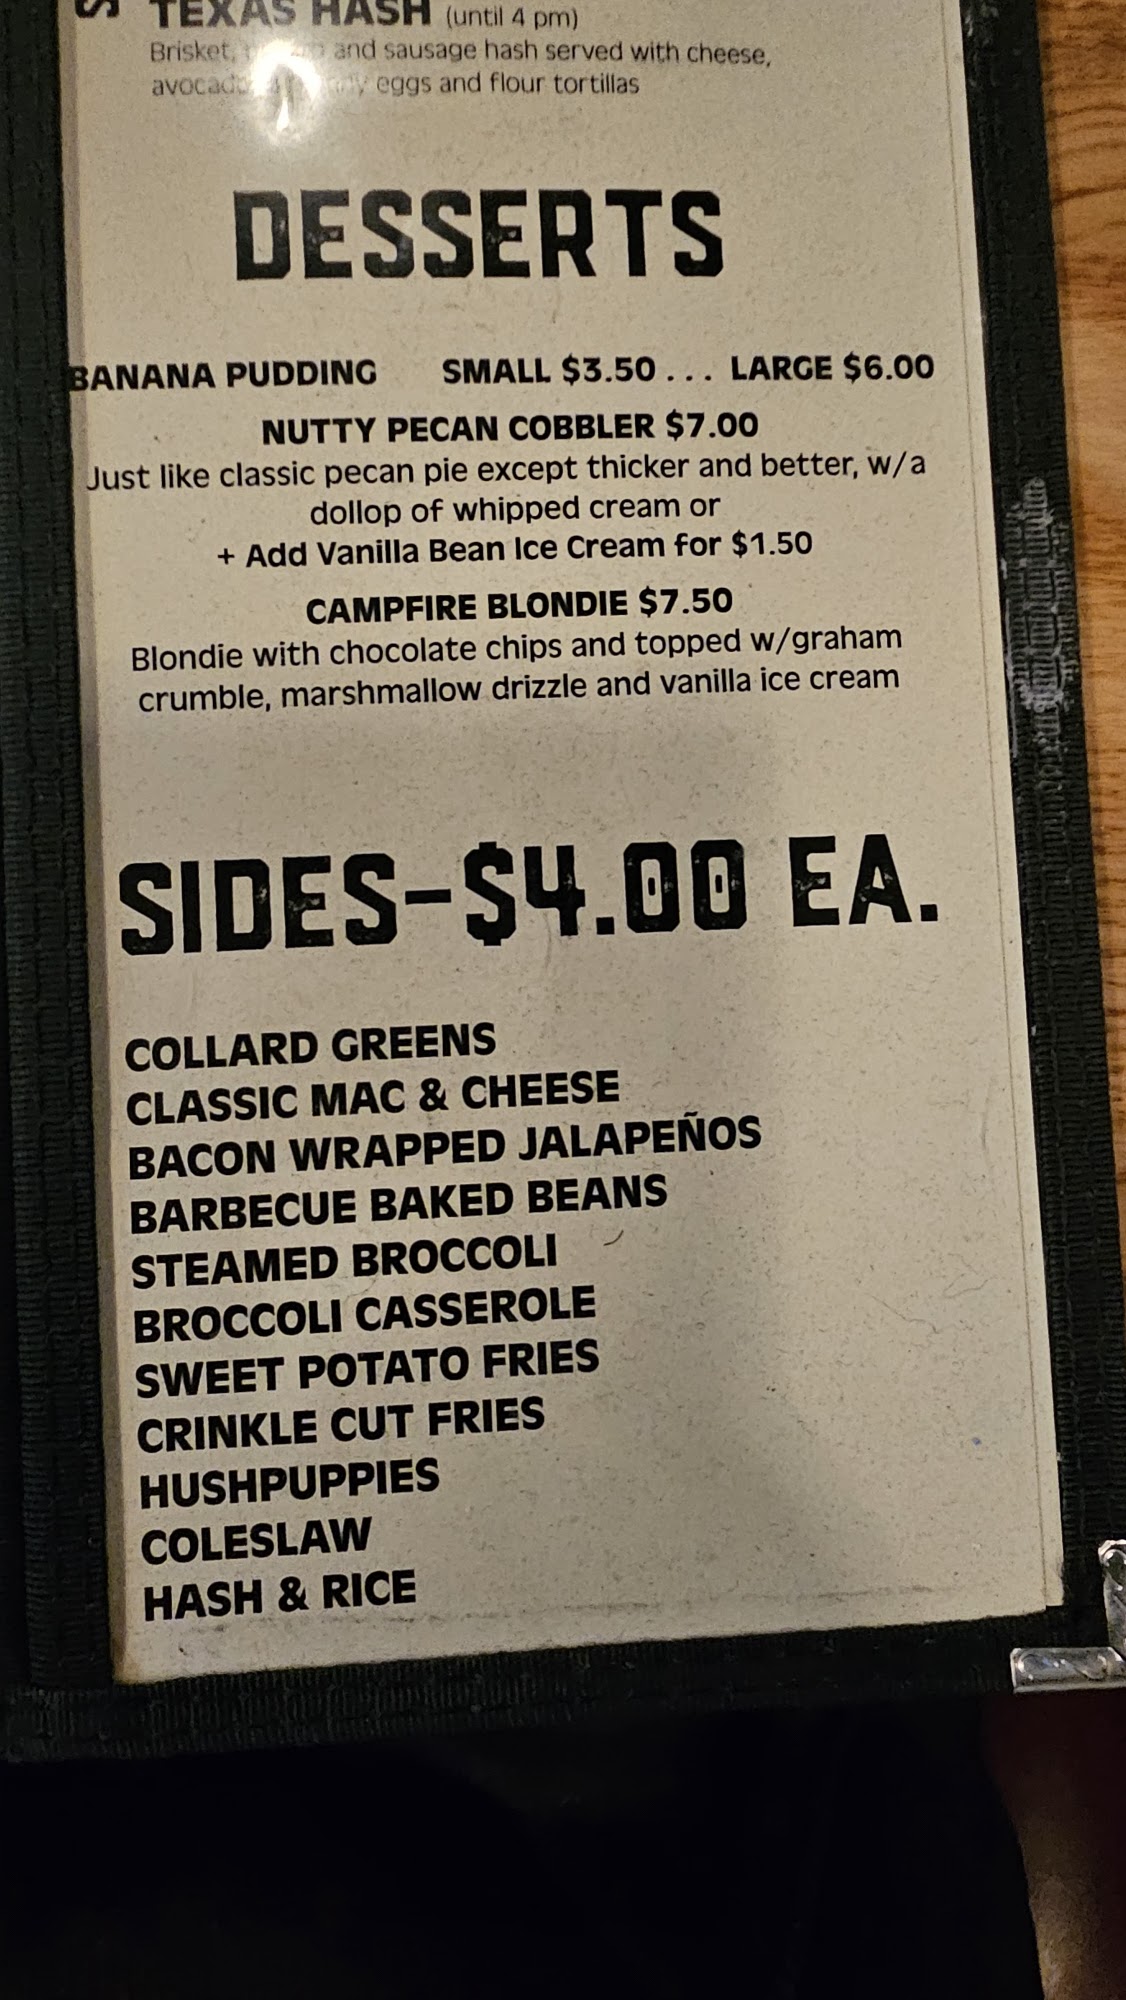 TEXAS HASH (until 4 pm)
Brisket, and sausage hash served with cheese,
eggs and flour tortillas
DESSERTS
BANANA PUDDING SMALL $3.50 . . . LARGE $6.00
NUTTY PECAN COBBLER $7.00
Just like classic pecan pie except thicker and better, w/a
dollop of whipped cream or
+ Add Vanilla Bean Ice Cream for $1.50
CAMPFIRE BLONDIE $7.50
Blondie with chocolate chips and topped w/graham
crumble, marshmallow drizzle and vanilla ice cream
SIDES-$4.00 EA.
COLLARD GREENS
CLASSIC MAC & CHEESE
BACON WRAPPED JALAPEÑOS
BARBECUE BAKED BEANS
STEAMED BROCCOLI
BROCCOLI CASSEROLE
SWEET POTATO FRIES
CRINKLE CUT FRIES
HUSHPUPPIES
COLESLAW
HASH & RICE